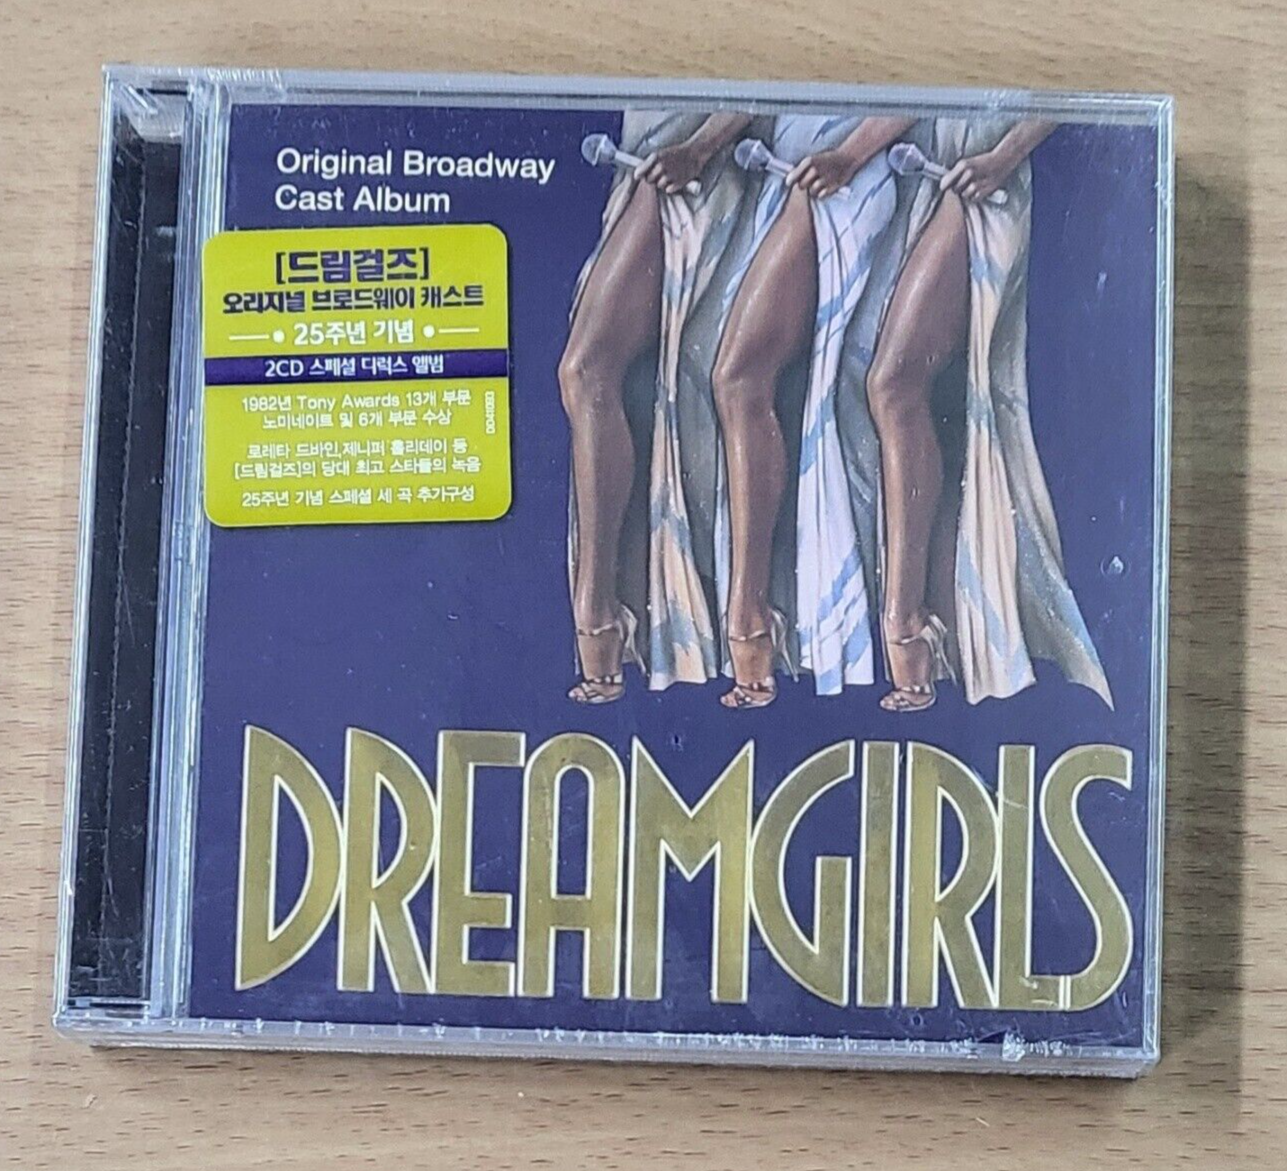 Original Broadway
Cast Album
[드림걸즈]
오리지널 브로드웨이 캐스트
25주년 기념
2CD 스페셜 디럭스 앨범
1982년 Tony Awards 13개 부문
노미네이트 및 6개 부문 수상
로레타 드바인,제니퍼 홀리데이 등
[드림걸즈]의 당대 최고 스타들의 녹음
25주년 기념 스페셜 세 곡 추가구성
DREAMGIRLS